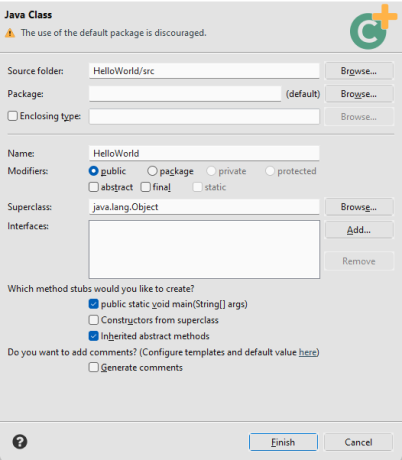 Java Class
The use of the default package is discouraged.
Source folder: HelloWorld/src Browse...
Package: (default) Browse...
Enclosing type: Browse...
Name: HelloWorld
Modifiers: public package private protected
abstract final static
Superclass: java.lang.Object Browse...
Interfaces: Add...
Remove
Which method stubs would you like to create?
public static void main(String[] args)
Constructors from superclass
Inherited abstract methods
Do you want to add comments? (Configure templates and default value here)
Generate comments
? Finish Cancel